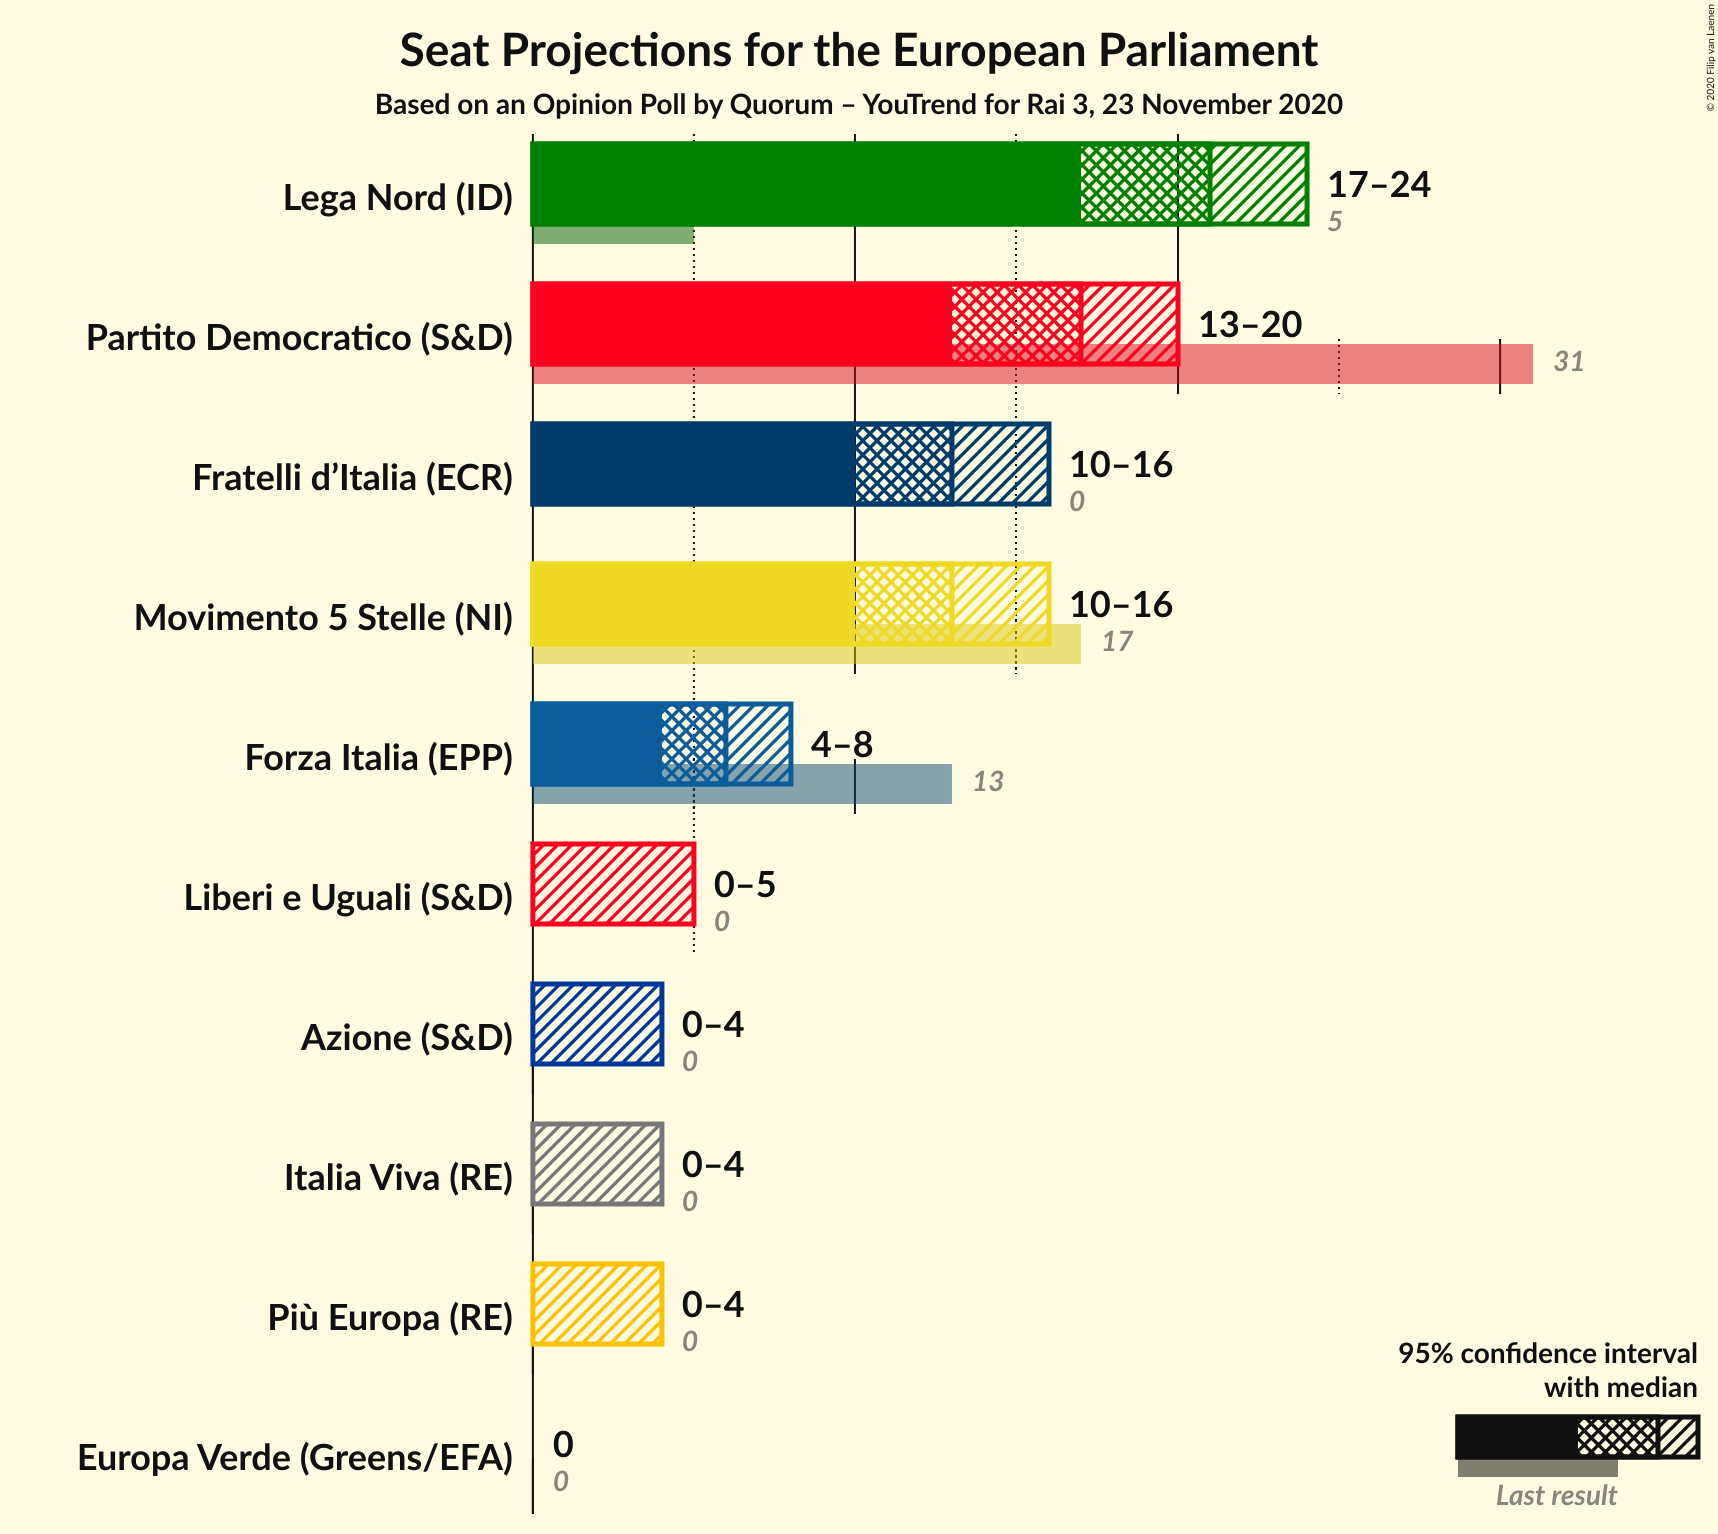 Seat Projections for the European Parliament
Based on an Opinion Poll by Quorum – YouTrend for Rai 3, 23 November 2020
© 2020 Filip van Laenen
Lega Nord (ID)
17–24
5
Partito Democratico (S&D)
13–20
31
Fratelli d’Italia (ECR)
10–16
0
Movimento 5 Stelle (NI)
10–16
17
Forza Italia (EPP)
4–8
13
Liberi e Uguali (S&D)
0–5
0
Azione (S&D)
0–4
0
Italia Viva (RE)
0–4
0
Più Europa (RE)
0–4
0
Europa Verde (Greens/EFA)
0
0
95% confidence interval
with median
Last result